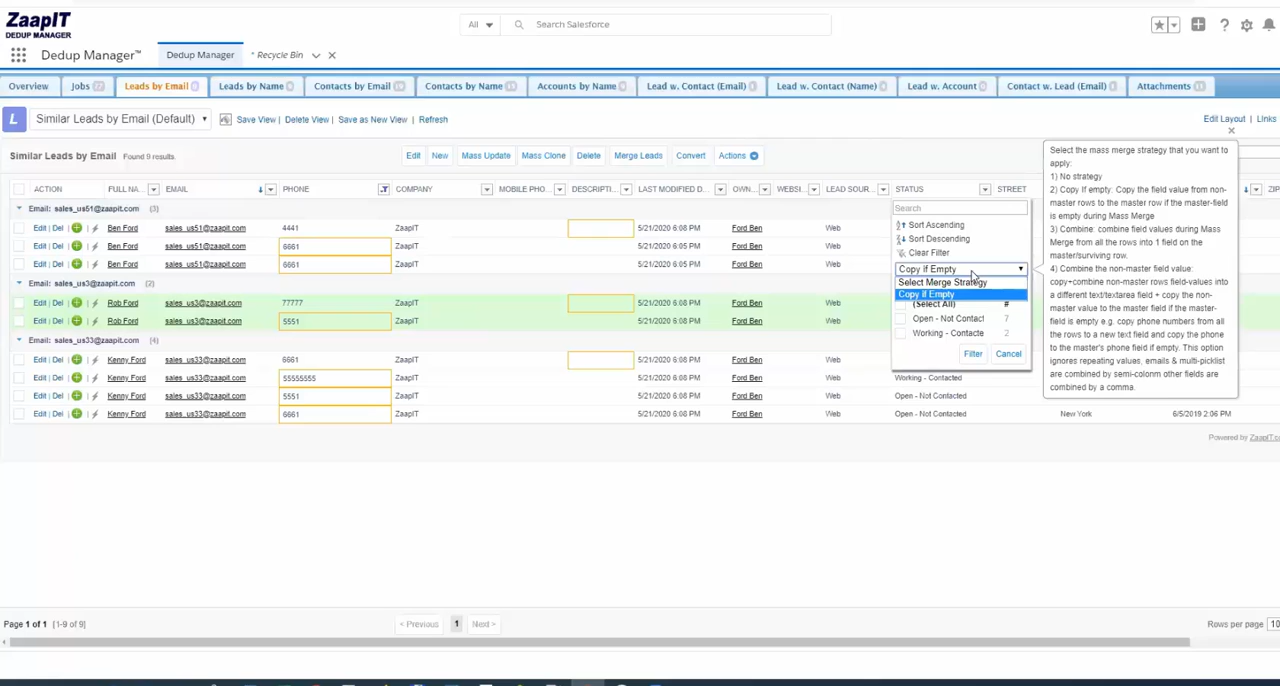 ZaapIT
DEDUP MANAGER
All
Search Salesforce
Dedup Manager™
Dedup Manager
* Recycle Bin
Overview
Jobs
Leads by Email
Leads by Name
Contacts by Email
Contacts by Name
Accounts by Name
Lead w. Contact (Email)
Lead w. Contact (Name)
Lead w. Account
Contact w. Lead (Email)
Attachments
L
Similar Leads by Email (Default)
Save View | Delete View | Save as New View | Refresh
Edit Layout | Links
Similar Leads by Email Found 9 results.
Edit New Mass Update Mass Clone Delete Merge Leads Convert Actions
ACTION FULL NA... EMAIL PHONE COMPANY MOBILE PHO... DESCRIPTI... LAST MODIFIED D... OWN... WEBSI... LEAD SOUR... STATUS STREET ZIP
Email: sales_us51@zaapit.com (3)
Edit | Del | | Ben Ford sales_us51@zaapit.com 4441 ZaapIT 5/21/2020 6:08 PM Ford Ben Web
Edit | Del | | Ben Ford sales_us51@zaapit.com 6661 ZaapIT 5/21/2020 6:05 PM Ford Ben Web
Edit | Del | | Ben Ford sales_us51@zaapit.com 6661 ZaapIT 5/21/2020 6:05 PM Ford Ben Web
Email: sales_us3@zaapit.com (2)
Edit | Del | | Rob Ford sales_us3@zaapit.com 77777 ZaapIT 5/21/2020 6:08 PM Ford Ben Web
Edit | Del | | Rob Ford sales_us3@zaapit.com 5551 ZaapIT 5/21/2020 6:08 PM Ford Ben Web
Email: sales_us33@zaapit.com (4)
Edit | Del | | Kenny Ford sales_us33@zaapit.com 6661 ZaapIT 5/21/2020 6:08 PM Ford Ben Web
Edit | Del | | Kenny Ford sales_us33@zaapit.com 55555555 ZaapIT 5/21/2020 6:08 PM Ford Ben Web Working - Contacted
Edit | Del | | Kenny Ford sales_us33@zaapit.com 5551 ZaapIT 5/21/2020 6:08 PM Ford Ben Web Open - Not Contacted
Edit | Del | | Kenny Ford sales_us33@zaapit.com 6661 ZaapIT 5/21/2020 6:08 PM Ford Ben Web Open - Not Contacted New York 6/5/2019 2:06 PM
Search
Sort Ascending
Sort Descending
Clear Filter
Copy if Empty
Select Merge Strategy
Copy if Empty
(Select All) #
Open - Not Contact 7
Working - Contacte 2
Filter Cancel
Select the mass merge strategy that you want to
apply:
1) No strategy
2) Copy If empty: Copy the field value from non-
master rows to the master row if the master-field
is empty during Mass Merge
3) Combine: combine field values during Mass
Merge from all the rows into 1 field on the
master/surviving row.
4) Combine the non-master field value:
copy+combine non-master rows field-values into
a different text/textarea field + copy the non-
master value to the master field if the master-
field is empty e.g. copy phone numbers from all
the rows to a new text field and copy the phone
to the master's phone field if empty. This option
ignores repeating values, emails & multi-picklist
are combined by semi-colonm other fields are
combined by a comma.
Powered by ZaapIT.c
Page 1 of 1 [1-9 of 9]
< Previous 1 Next >
Rows per page 10